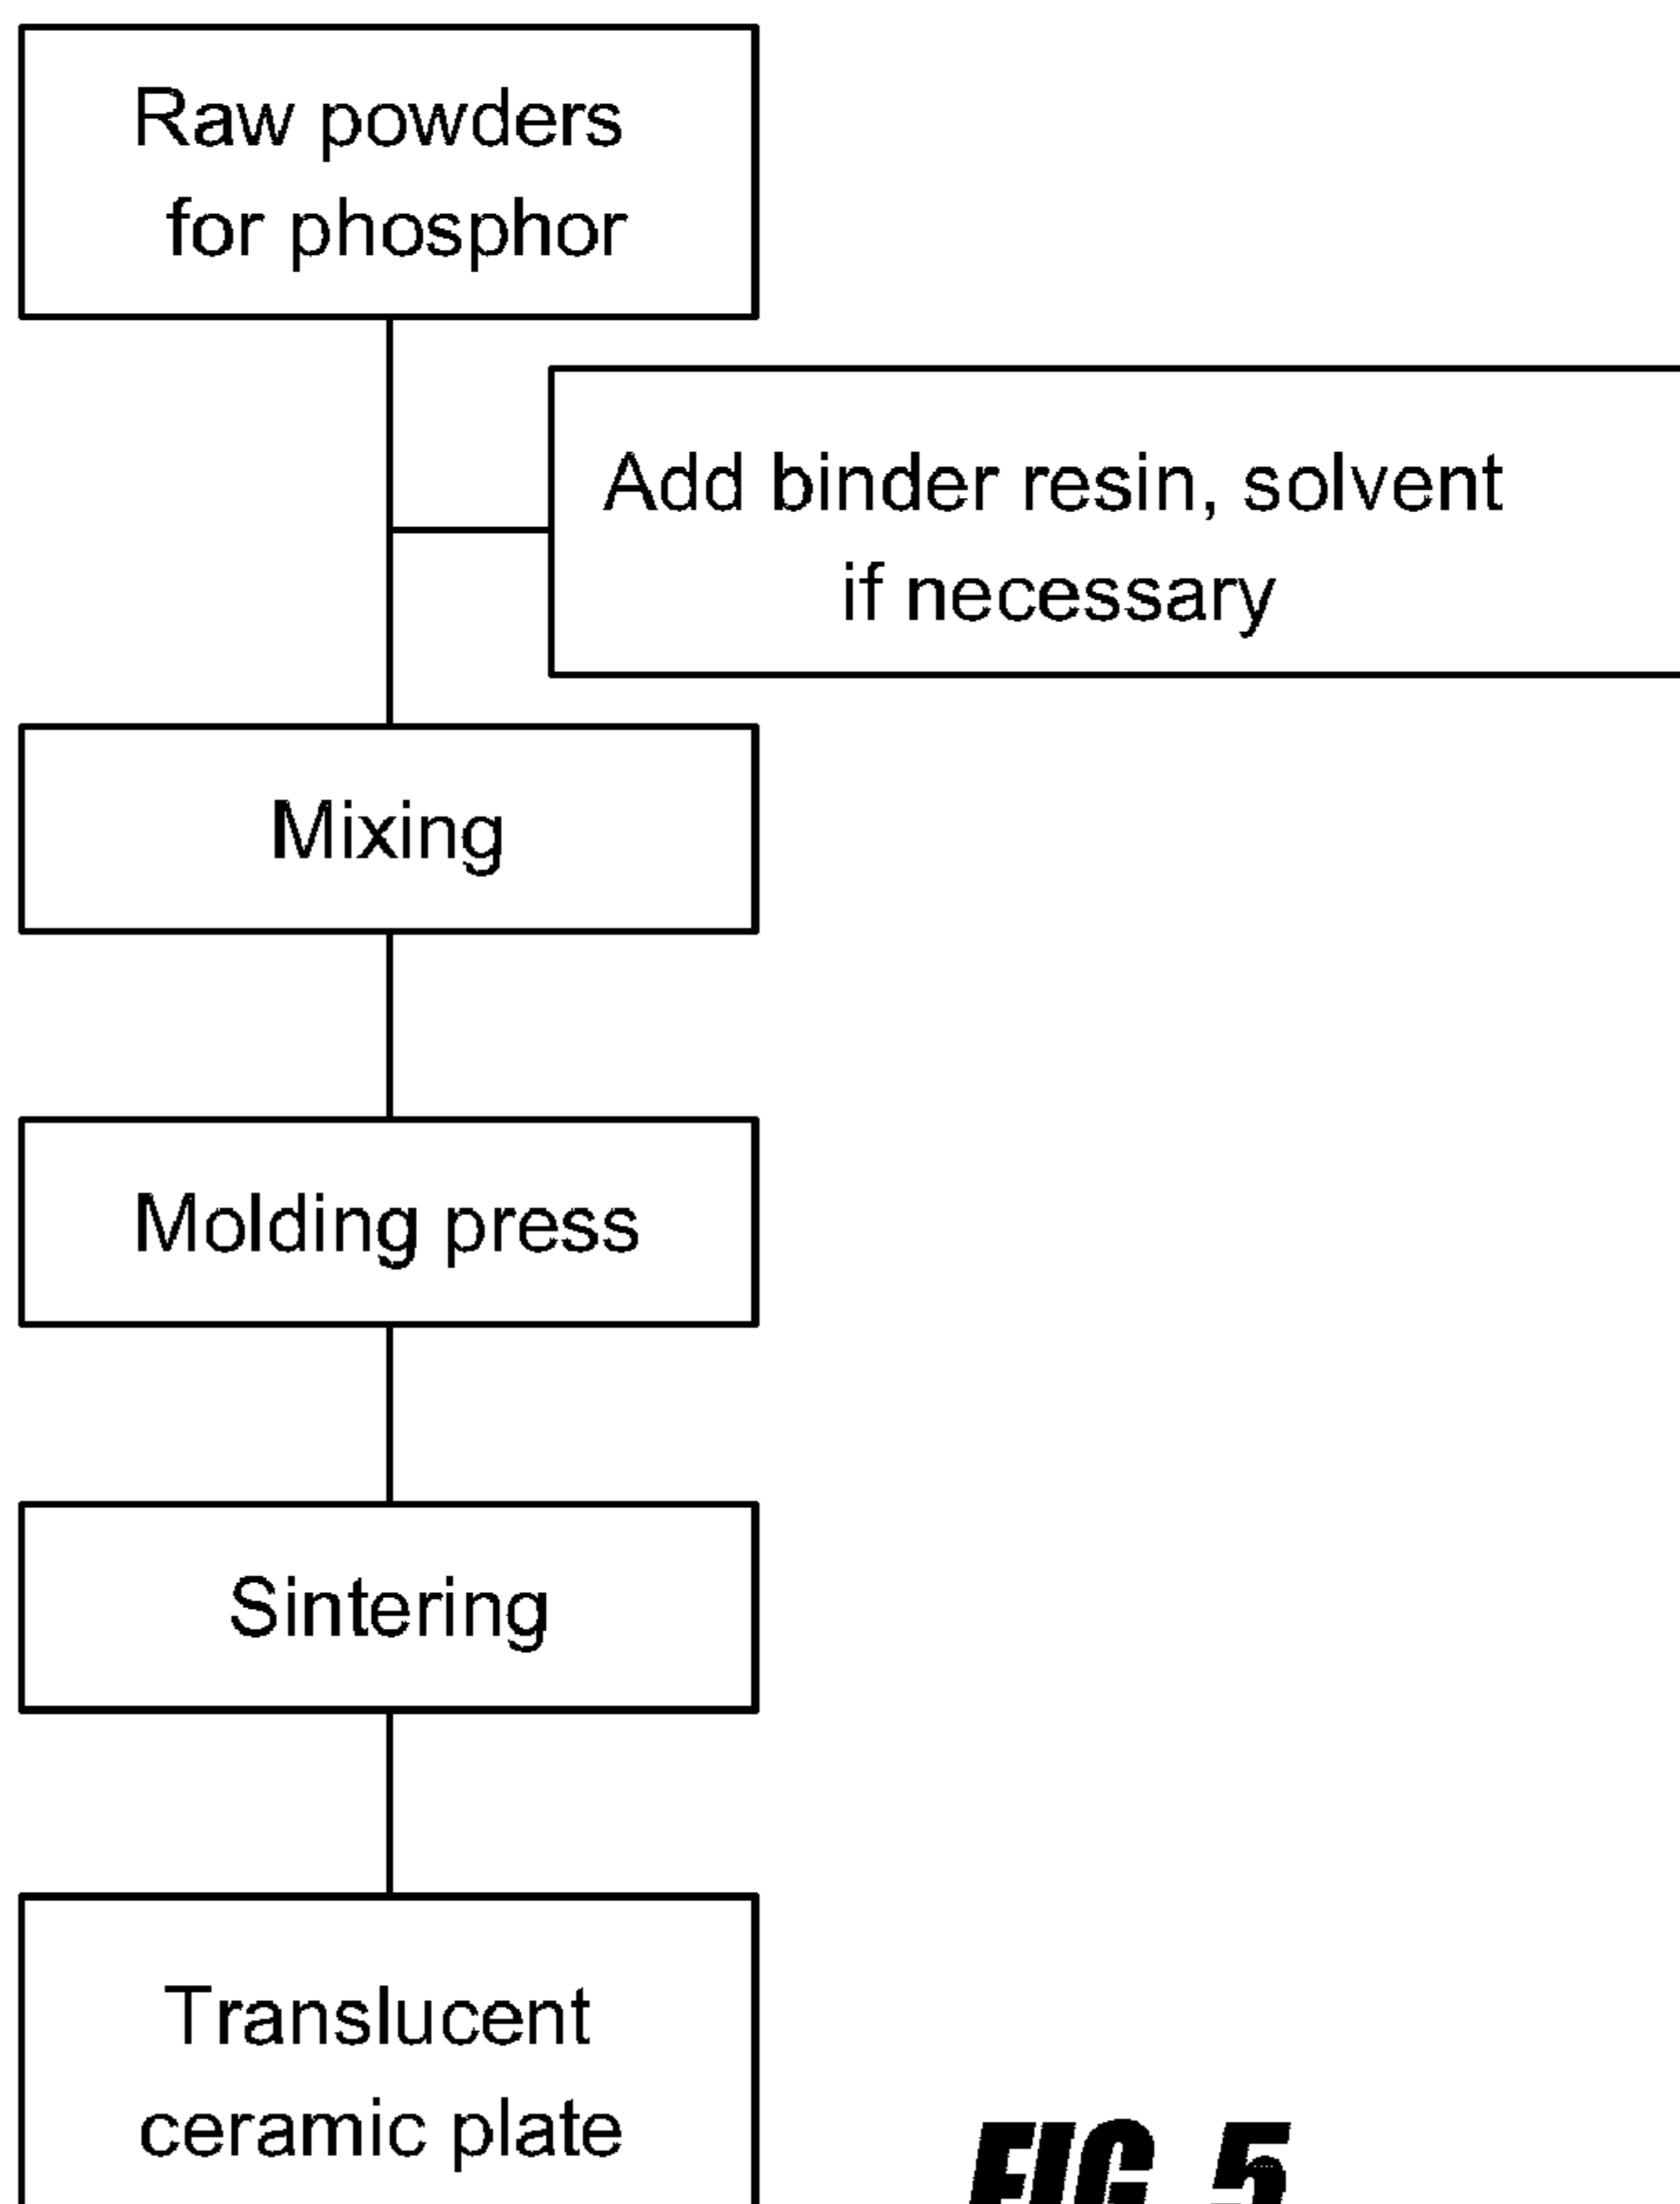 Raw powders
for phosphor
Add binder resin, solvent
if necessary
Mixing
Molding press
Sintering
Translucent
ceramic plate
FIG. 5